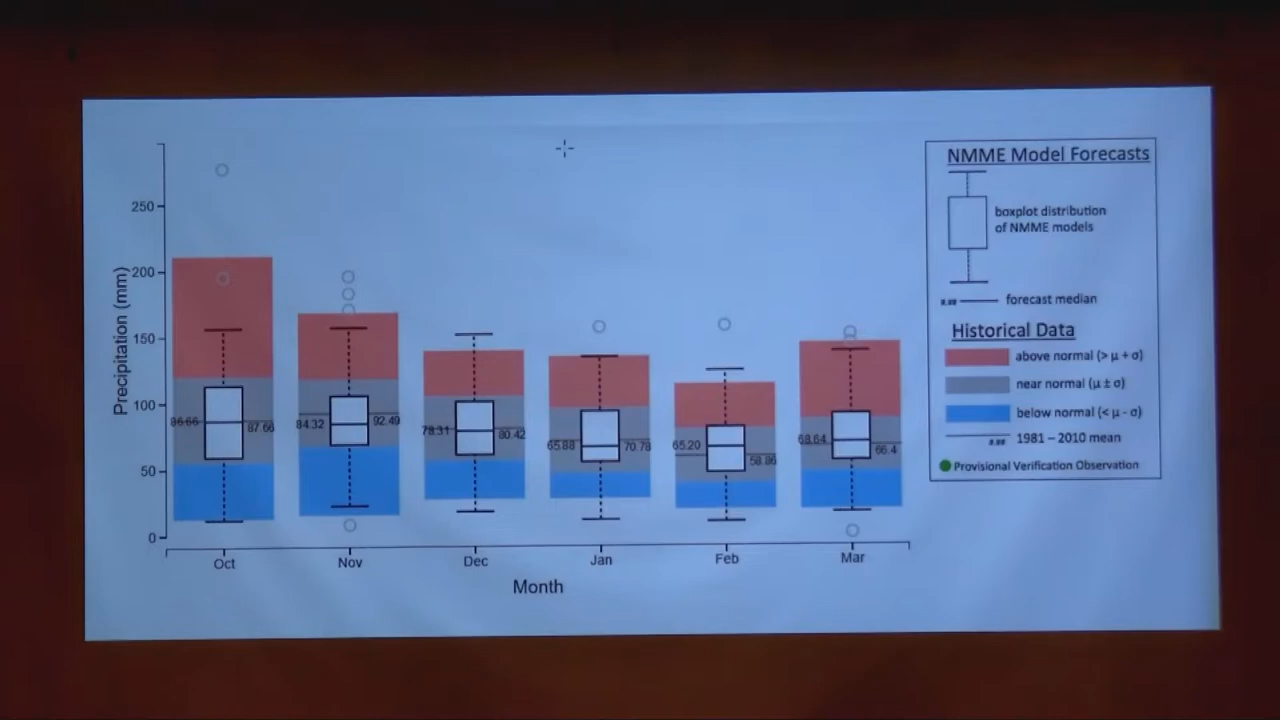 NMME Model Forecasts
boxplot distribution
of NMME models
#.## forecast median
Historical Data
above normal (> μ + σ)
near normal (μ ± σ)
below normal (< μ - σ)
#.## 1981 – 2010 mean
Provisional Verification Observation
Precipitation (mm)
250
200
150
100
50
0
86.66 87.66
84.32 92.49
78.31 80.42
65.88 70.78
65.20 58.86
68.64 66.4
Oct Nov Dec Jan Feb Mar
Month